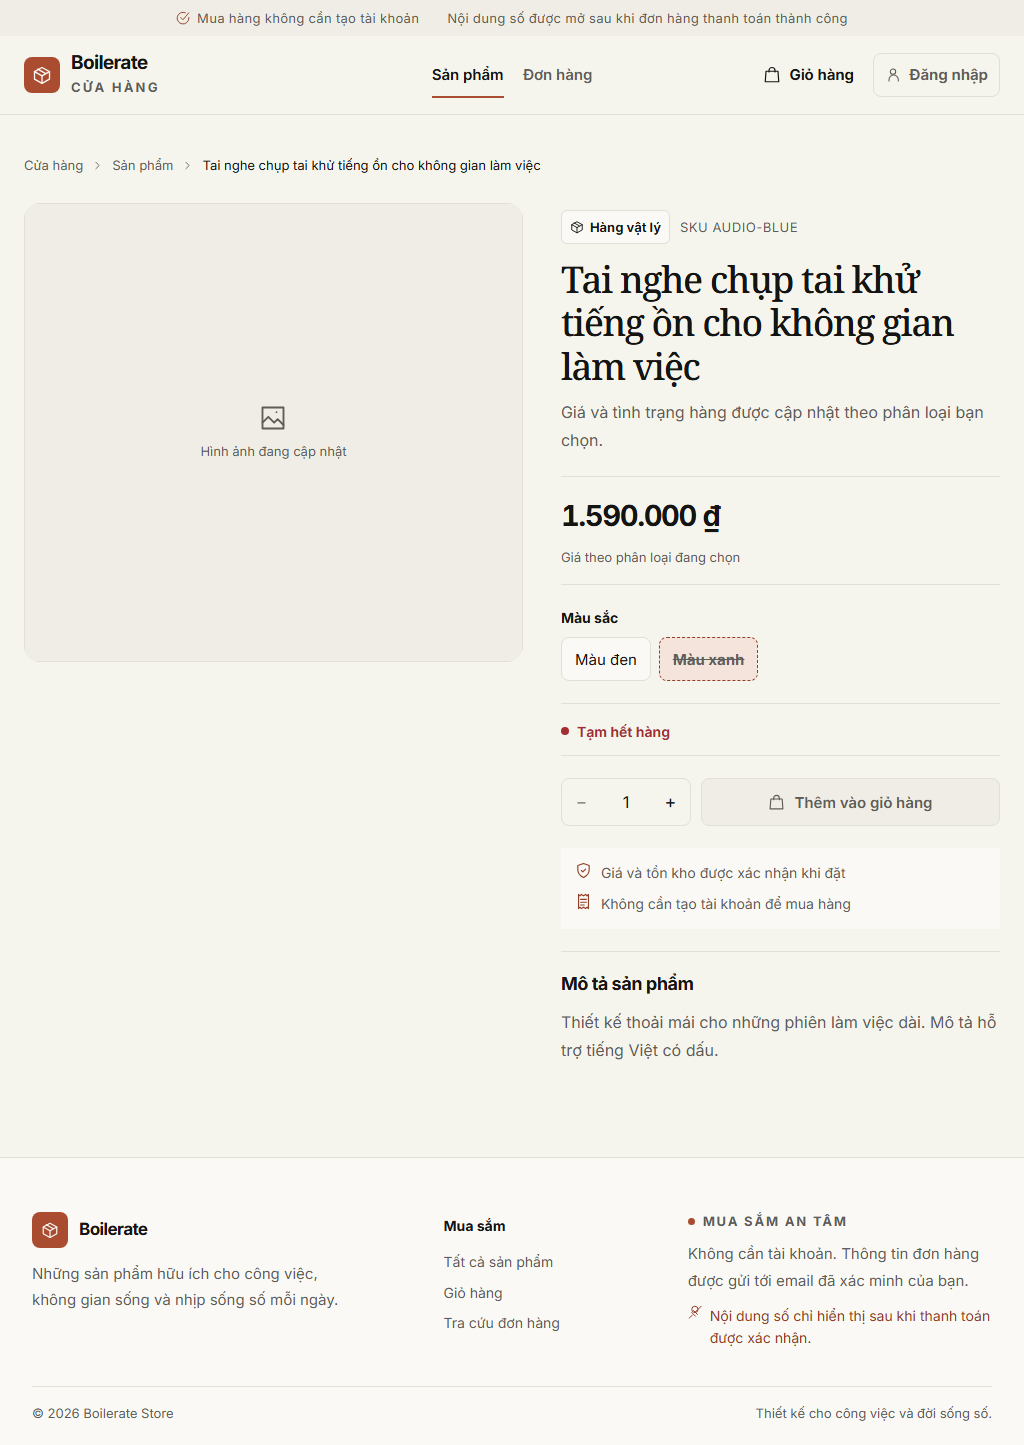 Mua hàng không cần tạo tài khoản
Nội dung số được mở sau khi đơn hàng thanh toán thành công
Boilerate
CỬA HÀNG
Sản phẩm
Đơn hàng
Giỏ hàng
Đăng nhập
Cửa hàng
Sản phẩm
Tai nghe chụp tai khử tiếng ồn cho không gian làm việc
Hình ảnh đang cập nhật
Hàng vật lý
SKU AUDIO-BLUE
Tai nghe chụp tai khử
tiếng ồn cho không gian
làm việc
Giá và tình trạng hàng được cập nhật theo phân loại bạn
chọn.
1.590.000 ₫
Giá theo phân loại đang chọn
Màu sắc
Màu đen
Màu xanh
Tạm hết hàng
− 1 +
Thêm vào giỏ hàng
Giá và tồn kho được xác nhận khi đặt
Không cần tạo tài khoản để mua hàng
Mô tả sản phẩm
Thiết kế thoải mái cho những phiên làm việc dài. Mô tả hỗ
trợ tiếng Việt có dấu.
Boilerate
Những sản phẩm hữu ích cho công việc,
không gian sống và nhịp sống số mỗi ngày.
Mua sắm
Tất cả sản phẩm
Giỏ hàng
Tra cứu đơn hàng
MUA SẮM AN TÂM
Không cần tài khoản. Thông tin đơn hàng
được gửi tới email đã xác minh của bạn.
Nội dung số chỉ hiển thị sau khi thanh toán
được xác nhận.
© 2026 Boilerate Store
Thiết kế cho công việc và đời sống số.